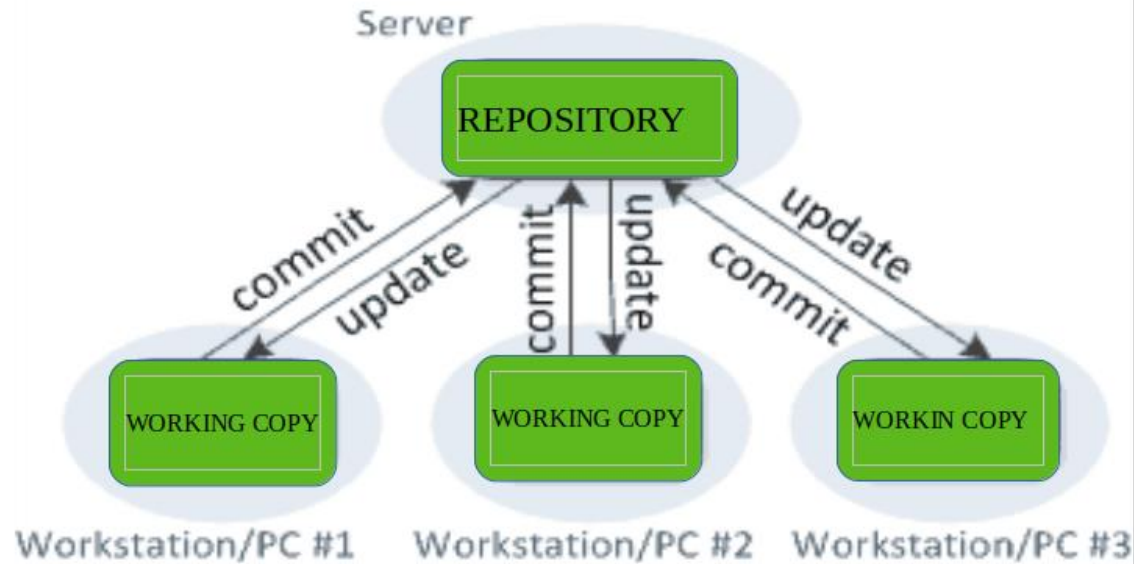 Server
REPOSITORY
commit
update
commit
update
commit
update
WORKING COPY
WORKING COPY
WORKIN COPY
Workstation/PC #1
Workstation/PC #2
Workstation/PC #3